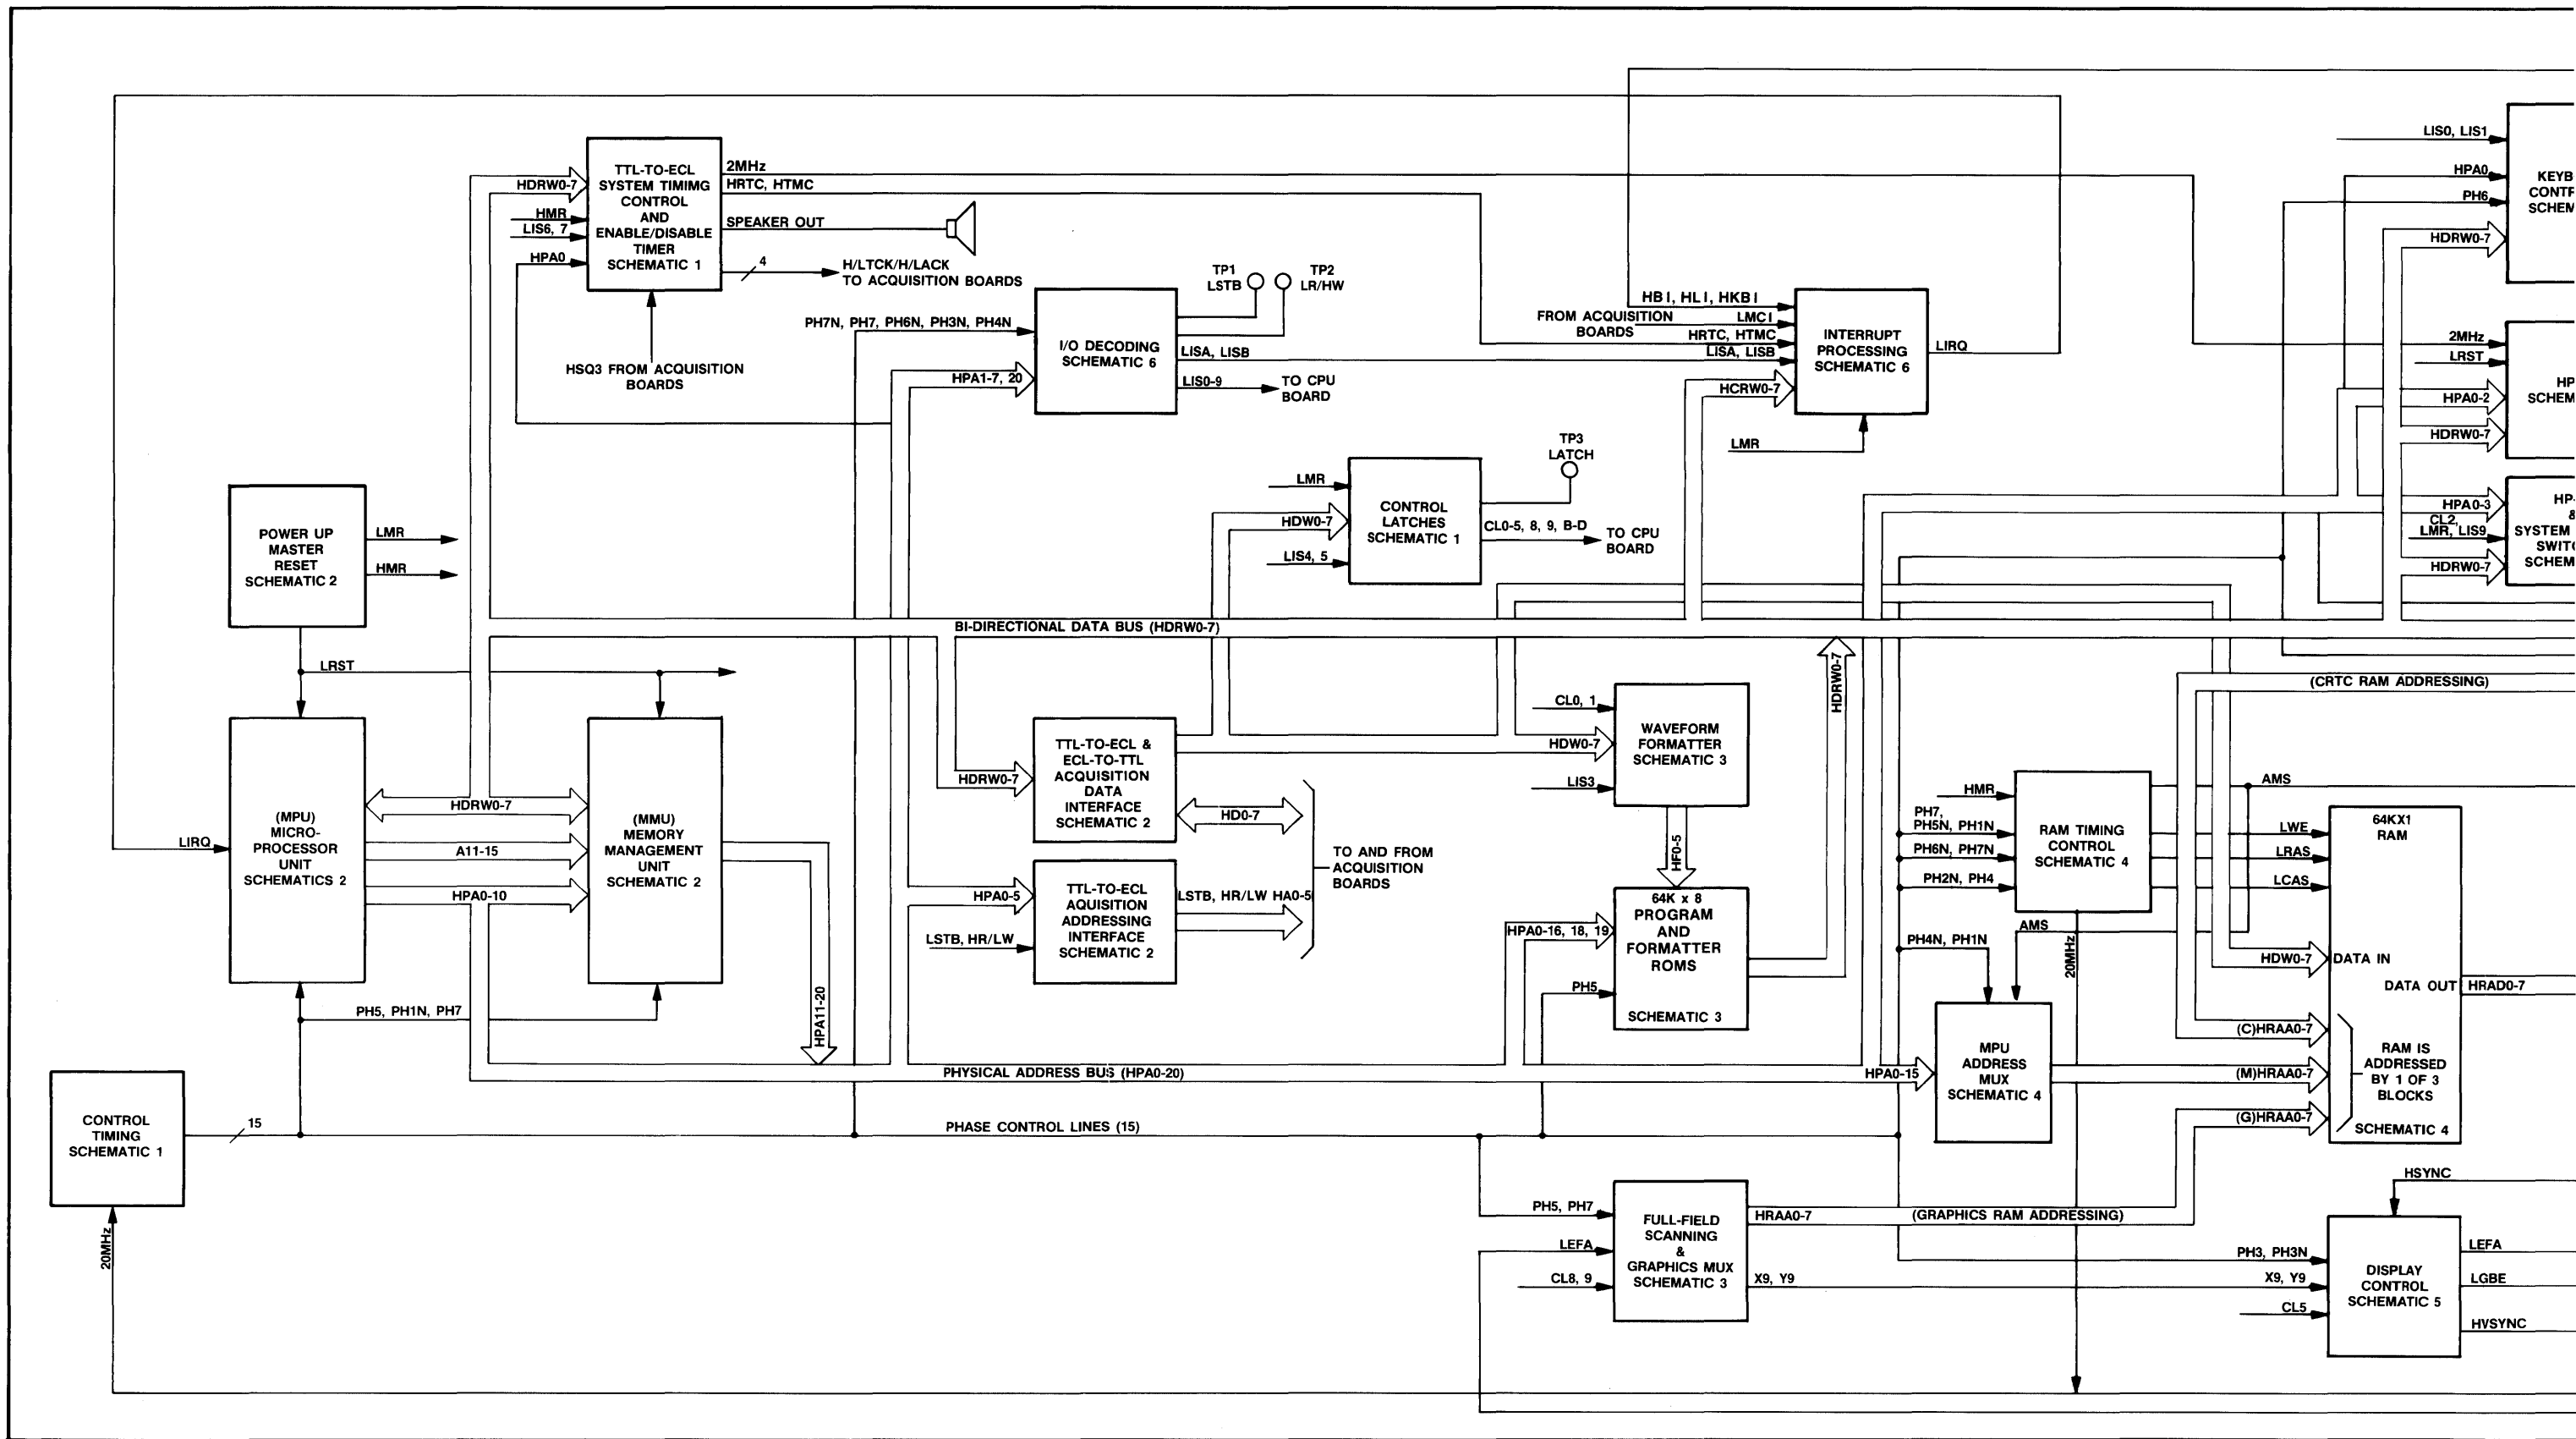 TTL-TO-ECL
SYSTEM TIMIMG
CONTROL
AND
ENABLE/DISABLE
TIMER
SCHEMATIC 1
HDRW0-7
HMR
LIS6, 7
HPA0
2MHz
HRTC, HTMC
SPEAKER OUT
4
H/LTCK/H/LACK
TO ACQUISITION BOARDS
HSQ3 FROM ACQUISITION
BOARDS
TP1
LSTB
TP2
LR/HW
PH7N, PH7, PH6N, PH3N, PH4N
HPA1-7, 20
I/O DECODING
SCHEMATIC 6
LISA, LISB
LIS0-9
TO CPU
BOARD
HBI, HLI, HKBI
FROM ACQUISITION
BOARDS
LMCI
HRTC, HTMC
LISA, LISB
HCRW0-7
LMR
INTERRUPT
PROCESSING
SCHEMATIC 6
LIRQ
LIS0, LIS1
HPA0
PH6
HDRW0-7
KEYB
CONTR
SCHEM
2MHz
LRST
HPA0-2
HDRW0-7
HP
SCHEM
HPA0-3
CL2,
LMR, LIS9
HDRW0-7
HP-
&
SYSTEM
SWITC
SCHEM
POWER UP
MASTER
RESET
SCHEMATIC 2
LMR
HMR
LRST
LMR
HDW0-7
LIS4, 5
CONTROL
LATCHES
SCHEMATIC 1
TP3
LATCH
CL0-5, 8, 9, B-D
TO CPU
BOARD
BI-DIRECTIONAL DATA BUS (HDRW0-7)
LIRQ
(MPU)
MICRO-
PROCESSOR
UNIT
SCHEMATICS 2
HDRW0-7
A11-15
HPA0-10
(MMU)
MEMORY
MANAGEMENT
UNIT
SCHEMATIC 2
HPA11-20
PH5, PH1N, PH7
HDRW0-7
TTL-TO-ECL &
ECL-TO-TTL
ACQUISITION
DATA
INTERFACE
SCHEMATIC 2
HD0-7
TO AND FROM
ACQUISITION
BOARDS
HPA0-5
LSTB, HR/LW
TTL-TO-ECL
AQUISITION
ADDRESSING
INTERFACE
SCHEMATIC 2
LSTB, HR/LW HA0-5
CL0, 1
HDW0-7
LIS3
WAVEFORM
FORMATTER
SCHEMATIC 3
HDRW0-7
HF0-5
HPA0-16, 18, 19
PH5
64K x 8
PROGRAM
AND
FORMATTER
ROMS
SCHEMATIC 3
(CRTC RAM ADDRESSING)
HMR
PH7,
PH5N, PH1N
PH6N, PH7N
PH2N, PH4
RAM TIMING
CONTROL
SCHEMATIC 4
AMS
LWE
LRAS
LCAS
AMS
PH4N, PH1N
20MHz
64KX1
RAM
HDW0-7
DATA IN
DATA OUT
HRAD0-7
(C)HRAA0-7
(M)HRAA0-7
(G)HRAA0-7
RAM IS
ADDRESSED
BY 1 OF 3
BLOCKS
SCHEMATIC 4
HPA0-15
MPU
ADDRESS
MUX
SCHEMATIC 4
PHYSICAL ADDRESS BUS (HPA0-20)
CONTROL
TIMING
SCHEMATIC 1
15
PHASE CONTROL LINES (15)
20MHz
PH5, PH7
LEFA
CL8, 9
FULL-FIELD
SCANNING
&
GRAPHICS MUX
SCHEMATIC 3
HRAA0-7
(GRAPHICS RAM ADDRESSING)
X9, Y9
HSYNC
PH3, PH3N
X9, Y9
CL5
DISPLAY
CONTROL
SCHEMATIC 5
LEFA
LGBE
HVSYNC